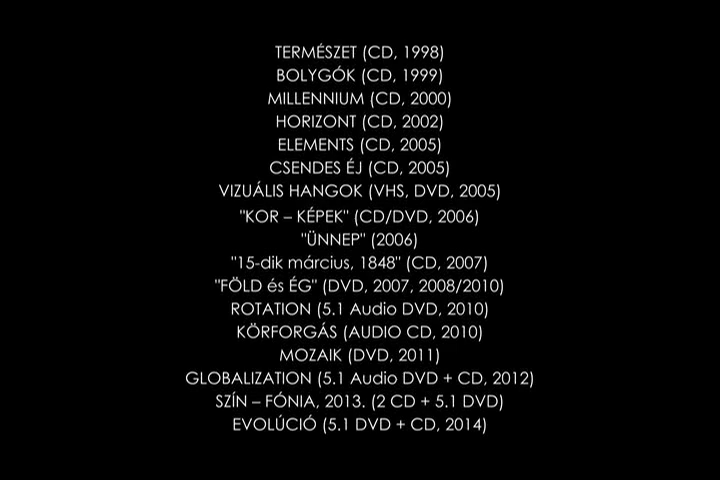 TERMÉSZET (CD, 1998)
BOLYGÓK (CD, 1999)
MILLENNIUM (CD, 2000)
HORIZONT (CD, 2002)
ELEMENTS (CD, 2005)
CSENDES ÉJ (CD, 2005)
VIZUÁLIS HANGOK (VHS, DVD, 2005)
"KOR – KÉPEK" (CD/DVD, 2006)
"ÜNNEP" (2006)
"15-dik március, 1848" (CD, 2007)
"FÖLD és ÉG" (DVD, 2007, 2008/2010)
ROTATION (5.1 Audio DVD, 2010)
KÖRFORGÁS (AUDIO CD, 2010)
MOZAIK (DVD, 2011)
GLOBALIZATION (5.1 Audio DVD + CD, 2012)
SZÍN – FÓNIA, 2013. (2 CD + 5.1 DVD)
EVOLÚCIÓ (5.1 DVD + CD, 2014)